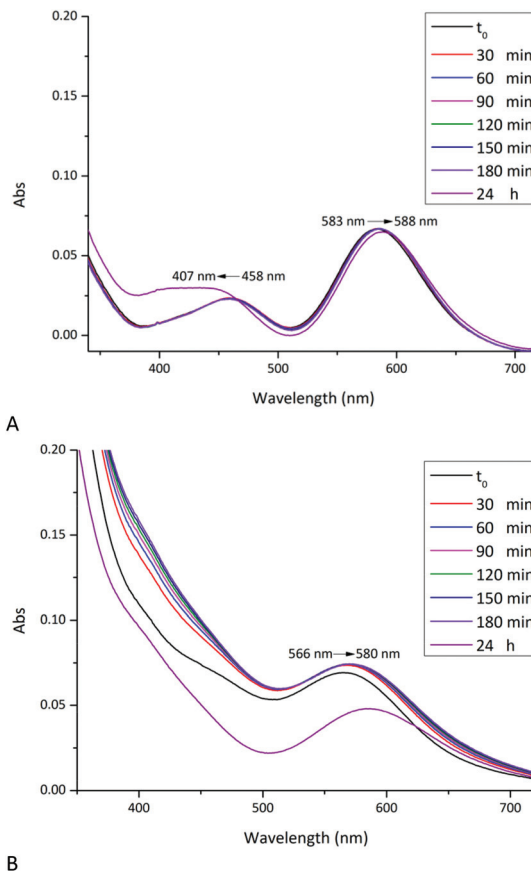 0.20
0.15
0.10
0.05
0.00
Abs
t₀
30 min
60 min
90 min
120 min
150 min
180 min
24 h
583 nm → 588 nm
407 nm ← 458 nm
400 500 600 700
Wavelength (nm)
A
0.20
0.15
0.10
0.05
0.00
Abs
t₀
30 min
60 min
90 min
120 min
150 min
180 min
24 h
566 nm → 580 nm
400 500 600 700
Wavelength (nm)
B